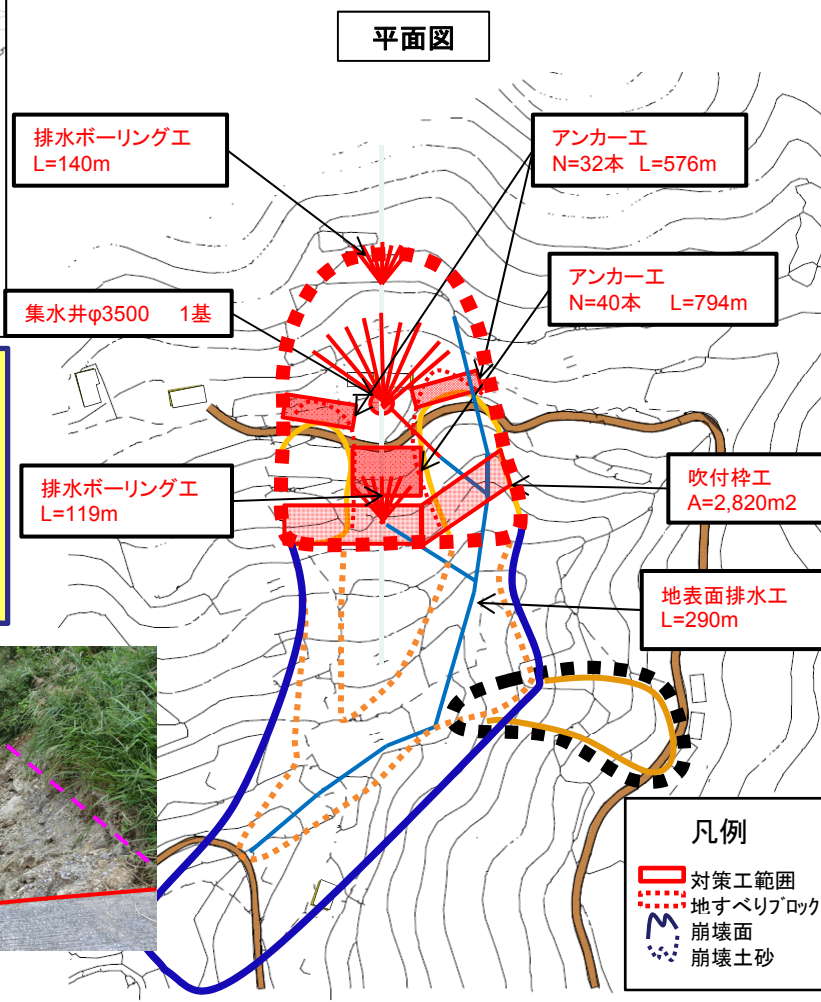 平面図
排水ボーリング工
L=140m
アンカー工
N=32本 L=576m
アンカー工
N=40本 L=794m
集水井φ3500 1基
排水ボーリング工
L=119m
吹付枠工
A=2,820m2
地表面排水工
L=290m
凡例
対策工範囲
地すべりブロック
崩壊面
崩壊土砂